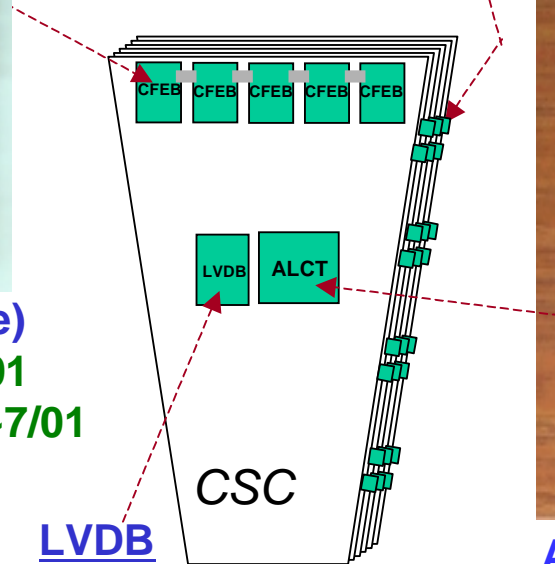 CFEB CFEB CFEB CFEB CFEB
LVDB ALCT
e)
01
-7/01
CSC
LVDB
A